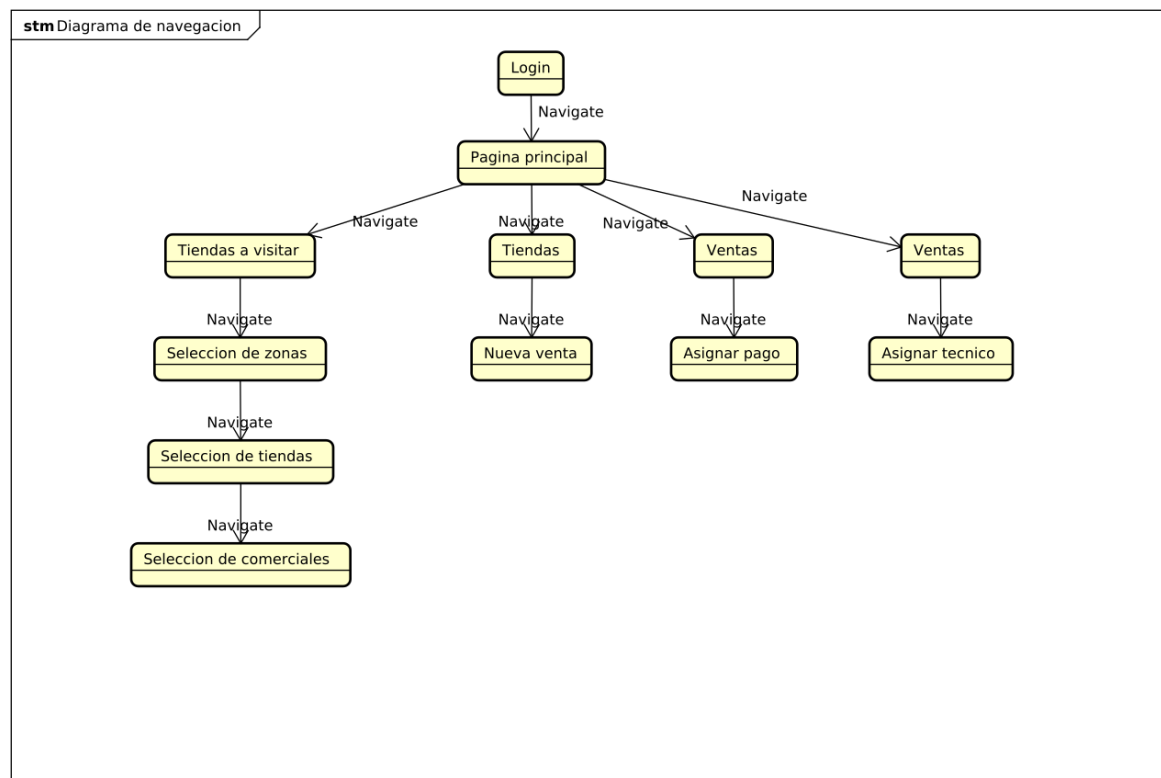 stm Diagrama de navegacion
Login
Navigate
Pagina principal
Navigate
Navigate
Navigate
Navigate
Tiendas a visitar
Tiendas
Ventas
Ventas
Navigate
Navigate
Navigate
Navigate
Seleccion de zonas
Nueva venta
Asignar pago
Asignar tecnico
Navigate
Seleccion de tiendas
Navigate
Seleccion de comerciales